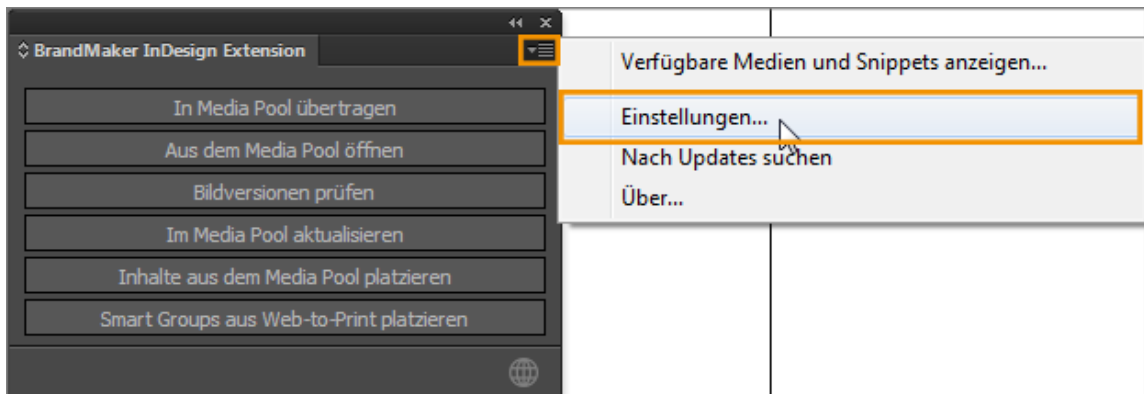 BrandMaker InDesign Extension
In Media Pool übertragen
Aus dem Media Pool öffnen
Bildversionen prüfen
Im Media Pool aktualisieren
Inhalte aus dem Media Pool platzieren
Smart Groups aus Web-to-Print platzieren
Verfügbare Medien und Snippets anzeigen...
Einstellungen...
Nach Updates suchen
Über...